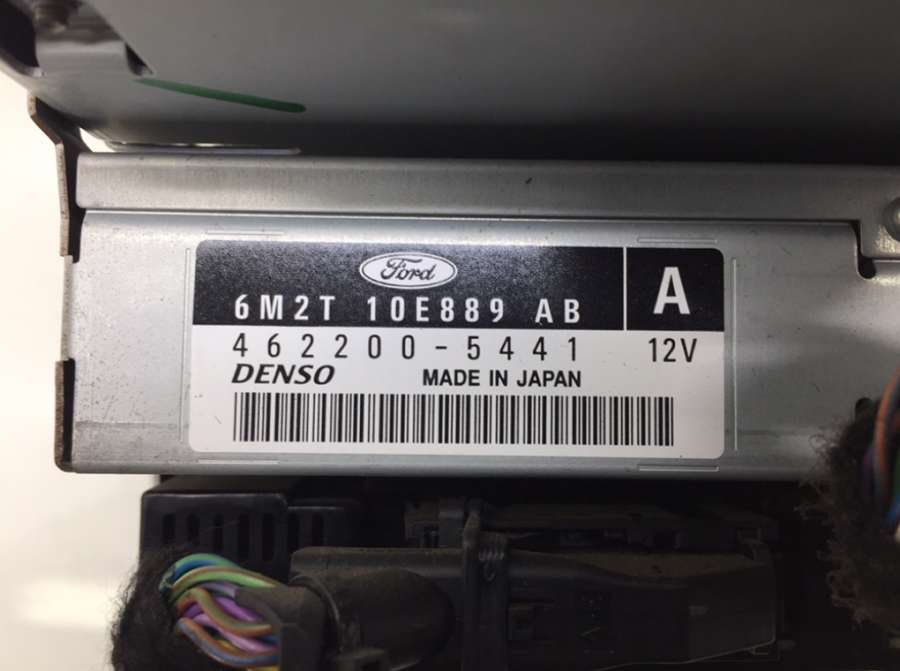 Ford
6M2T 10E889 AB
A
462200-5441
12V
DENSO
MADE IN JAPAN